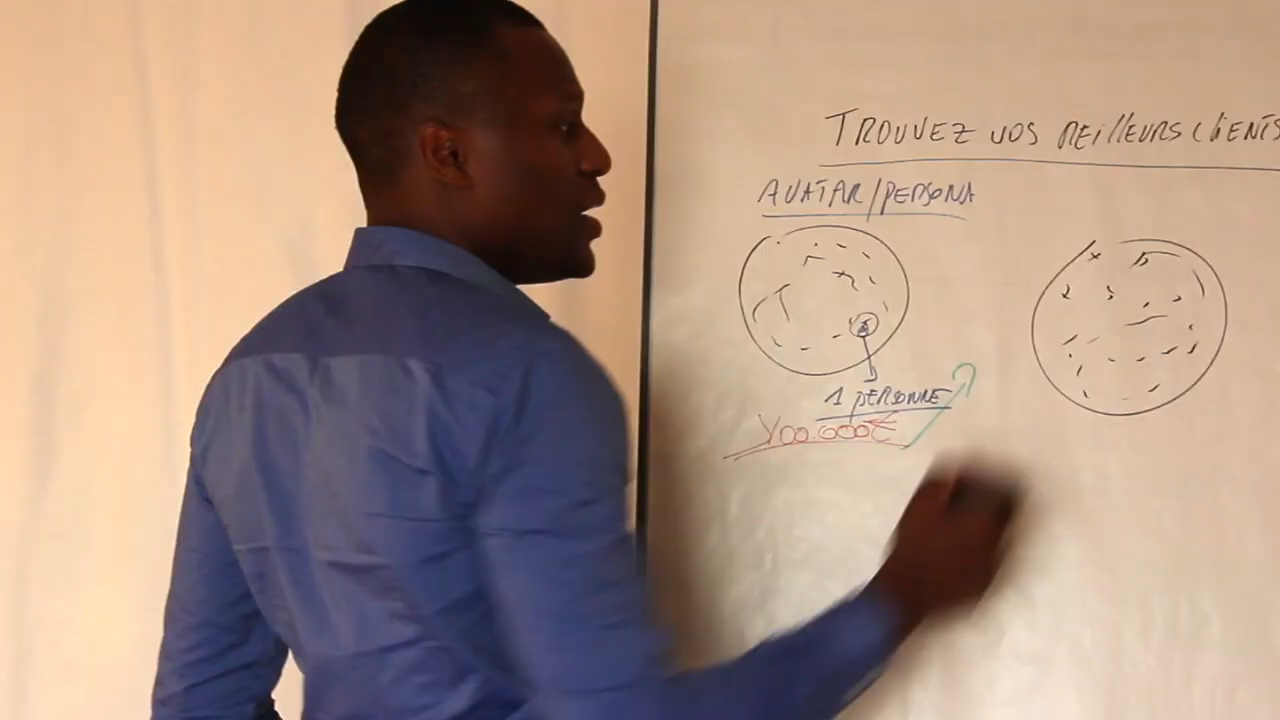 TROUVEZ VOS MEILLEURS CLIENTS
AVATAR/PERSONA
1 PERSONNE
400.000€